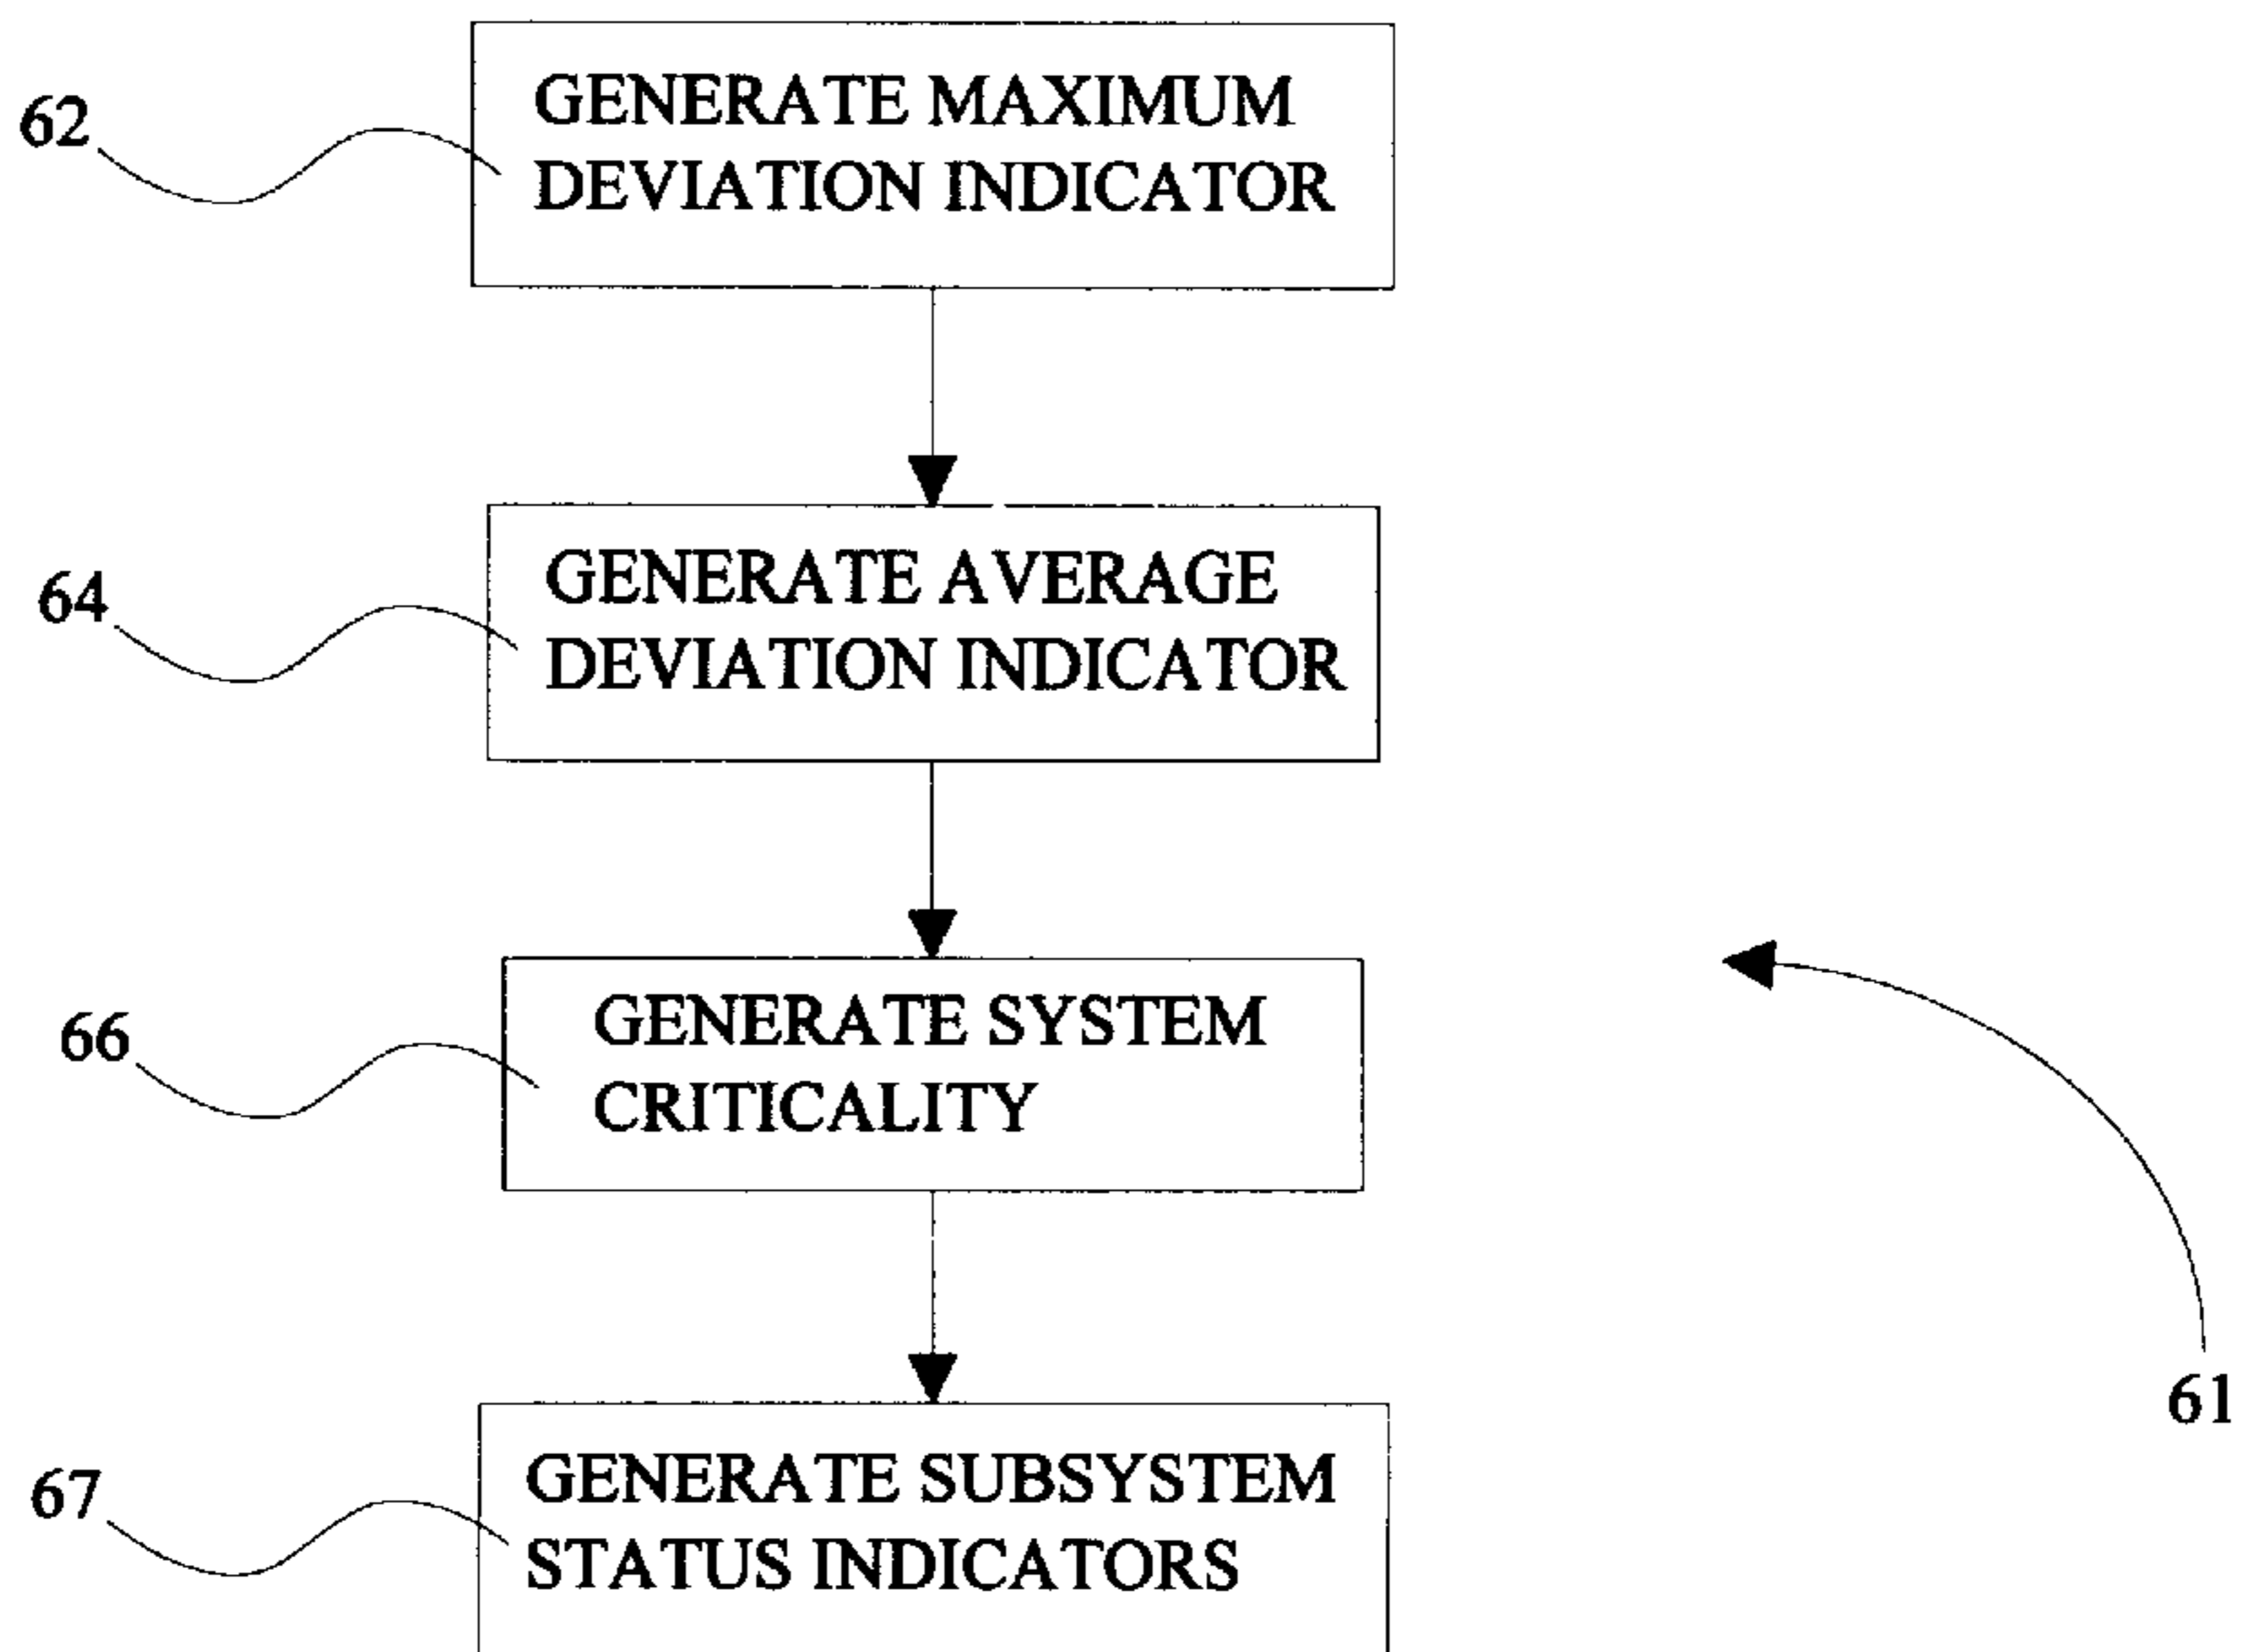 62
GENERATE MAXIMUM
DEVIATION INDICATOR
64
GENERATE AVERAGE
DEVIATION INDICATOR
66
GENERATE SYSTEM
CRITICALITY
61
67
GENERATE SUBSYSTEM
STATUS INDICATORS